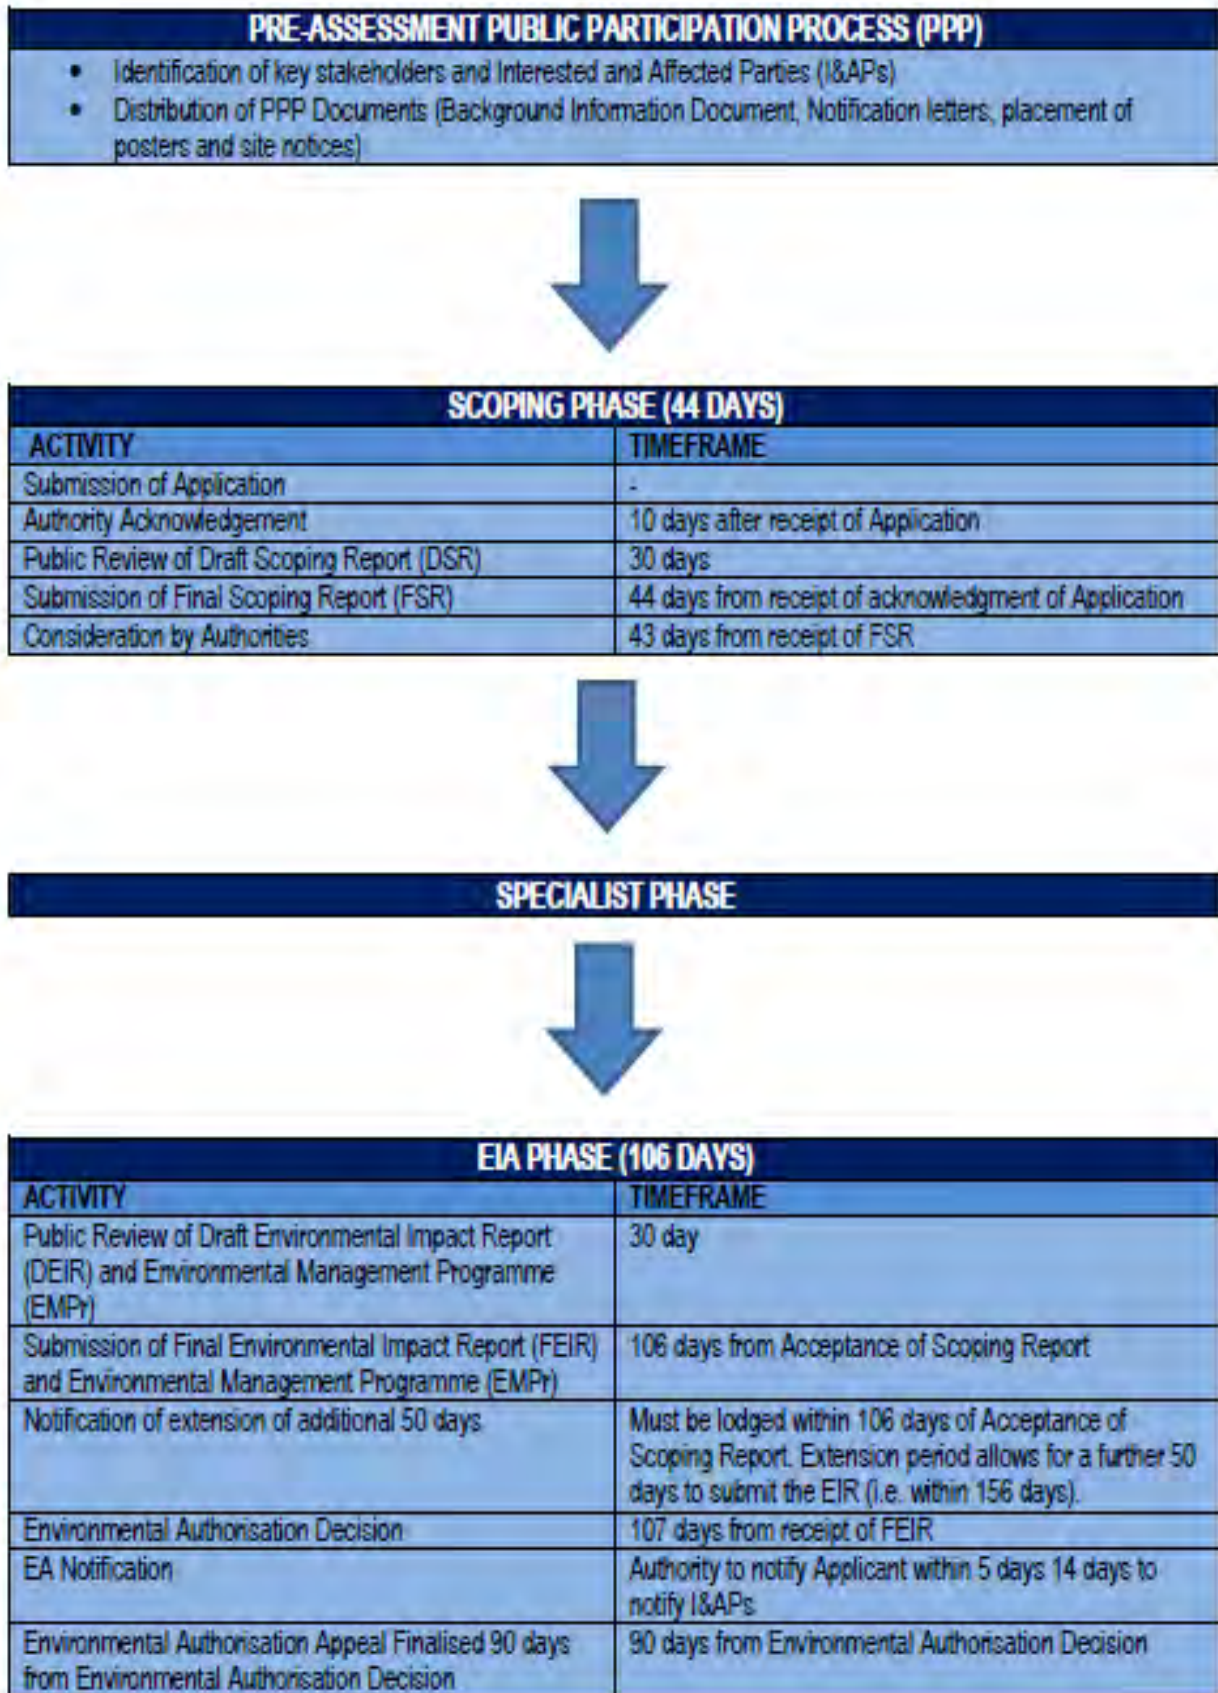 PRE-ASSESSMENT PUBLIC PARTICIPATION PROCESS (PPP)
• Identification of key stakeholders and Interested and Affected Parties (I&APs)
• Distribution of PPP Documents (Background Information Document, Notification letters, placement of
posters and site notices)
SCOPING PHASE (44 DAYS)
ACTIVITY TIMEFRAME
Submission of Application -
Authority Acknowledgement 10 days after receipt of Application
Public Review of Draft Scoping Report (DSR) 30 days
Submission of Final Scoping Report (FSR) 44 days from receipt of acknowledgment of Application
Consideration by Authorities 43 days from receipt of FSR
SPECIALIST PHASE
EIA PHASE (106 DAYS)
ACTIVITY TIMEFRAME
Public Review of Draft Environmental Impact Report 30 day
(DEIR) and Environmental Management Programme
(EMPr)
Submission of Final Environmental Impact Report (FEIR) 106 days from Acceptance of Scoping Report
and Environmental Management Programme (EMPr)
Notification of extension of additional 50 days Must be lodged within 106 days of Acceptance of
Scoping Report. Extension period allows for a further 50
days to submit the EIR (i.e. within 156 days).
Environmental Authorisation Decision 107 days from receipt of FEIR
EA Notification Authority to notify Applicant within 5 days 14 days to
notify I&APs
Environmental Authorisation Appeal Finalised 90 days 90 days from Environmental Authorisation Decision
from Environmental Authorisation Decision